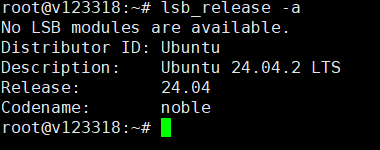 root@v123318:~# lsb_release -a
No LSB modules are available.
Distributor ID: Ubuntu
Description:    Ubuntu 24.04.2 LTS
Release:        24.04
Codename:       noble
root@v123318:~#